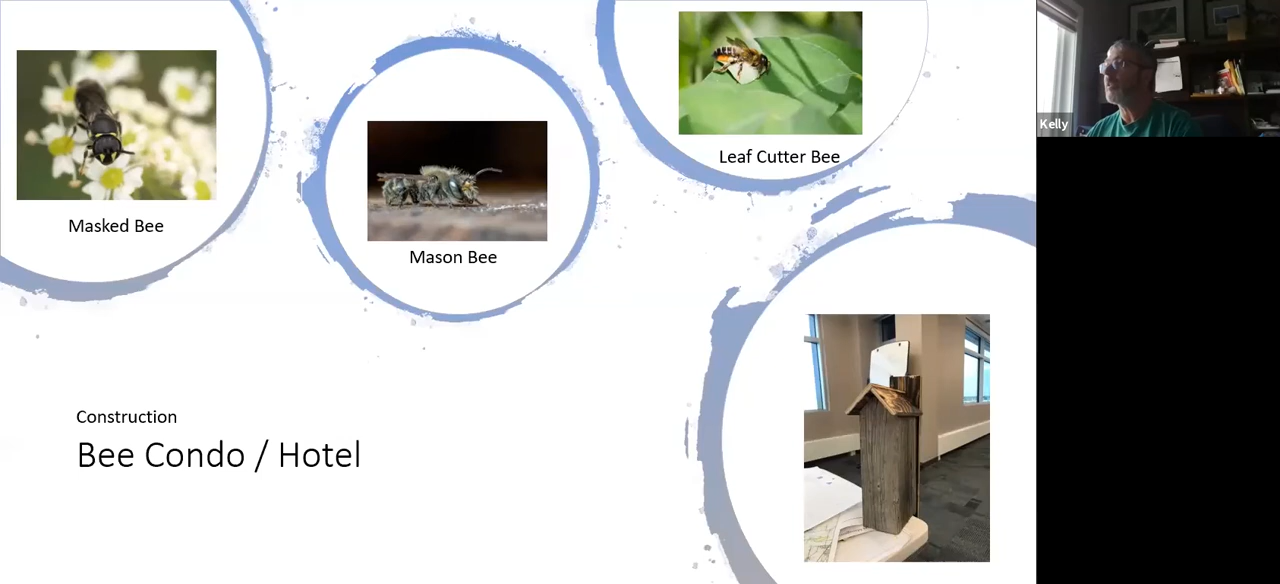 Masked Bee
Mason Bee
Leaf Cutter Bee
Kelly
Construction
Bee Condo / Hotel